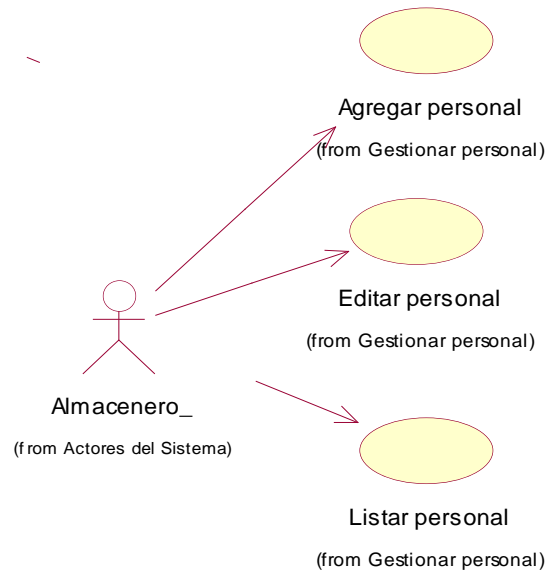 Agregar personal
(from Gestionar personal)
Editar personal
(from Gestionar personal)
Almacenero_
(from Actores del Sistema)
Listar personal
(from Gestionar personal)